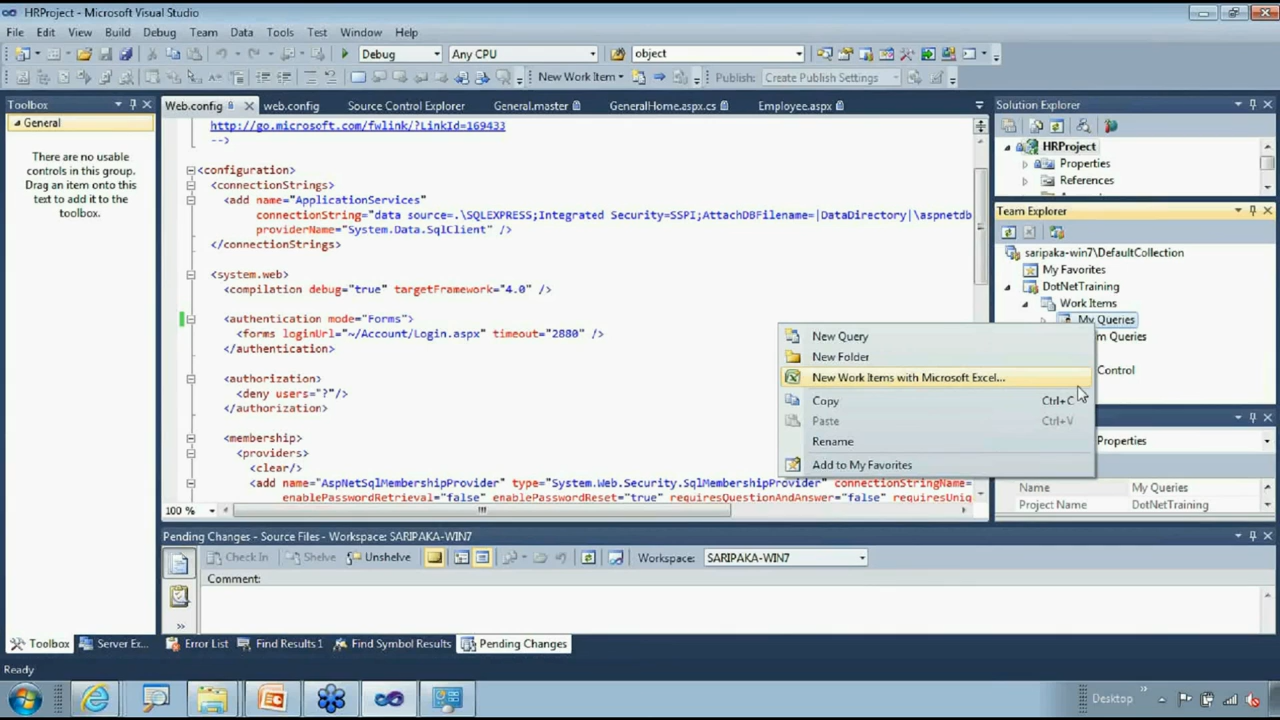 HRProject - Microsoft Visual Studio
File Edit View Build Debug Team Data Tools Test Window Help
Debug Any CPU object
New Work Item Publish: Create Publish Settings
Toolbox
General
There are no usable
controls in this group.
Drag an item onto this
text to add it to the
toolbox.
Web.config web.config Source Control Explorer General.master GeneralHome.aspx.cs Employee.aspx
http://go.microsoft.com/fwlink/?LinkId=169433
-->
<configuration>
<connectionStrings>
<add name="ApplicationServices"
connectionString="data source=.\SQLEXPRESS;Integrated Security=SSPI;AttachDBFilename=|DataDirectory|\aspnetdb
providerName="System.Data.SqlClient" />
</connectionStrings>
<system.web>
<compilation debug="true" targetFramework="4.0" />
<authentication mode="Forms">
<forms loginUrl="~/Account/Login.aspx" timeout="2880" />
</authentication>
<authorization>
<deny users="?"/>
</authorization>
<membership>
<providers>
<clear/>
<add name="AspNetSqlMembershipProvider" type="System.Web.Security.SqlMembershipProvider" connectionStringName=
enablePasswordRetrieval="false" enablePasswordReset="true" requiresQuestionAndAnswer="false" requiresUniq
100 %
New Query
New Folder
New Work Items with Microsoft Excel...
Copy Ctrl+C
Paste Ctrl+V
Rename
Add to My Favorites
Solution Explorer
HRProject
Properties
References
Team Explorer
saripaka-win7\DefaultCollection
My Favorites
DotNetTraining
Work Items
My Queries
m Queries
Control
Properties
Name My Queries
Project Name DotNetTraining
Pending Changes - Source Files - Workspace: SARIPAKA-WIN7
Check In Shelve Unshelve Workspace: SARIPAKA-WIN7
Comment:
Toolbox Server Ex... Error List Find Results 1 Find Symbol Results Pending Changes
Ready
Desktop